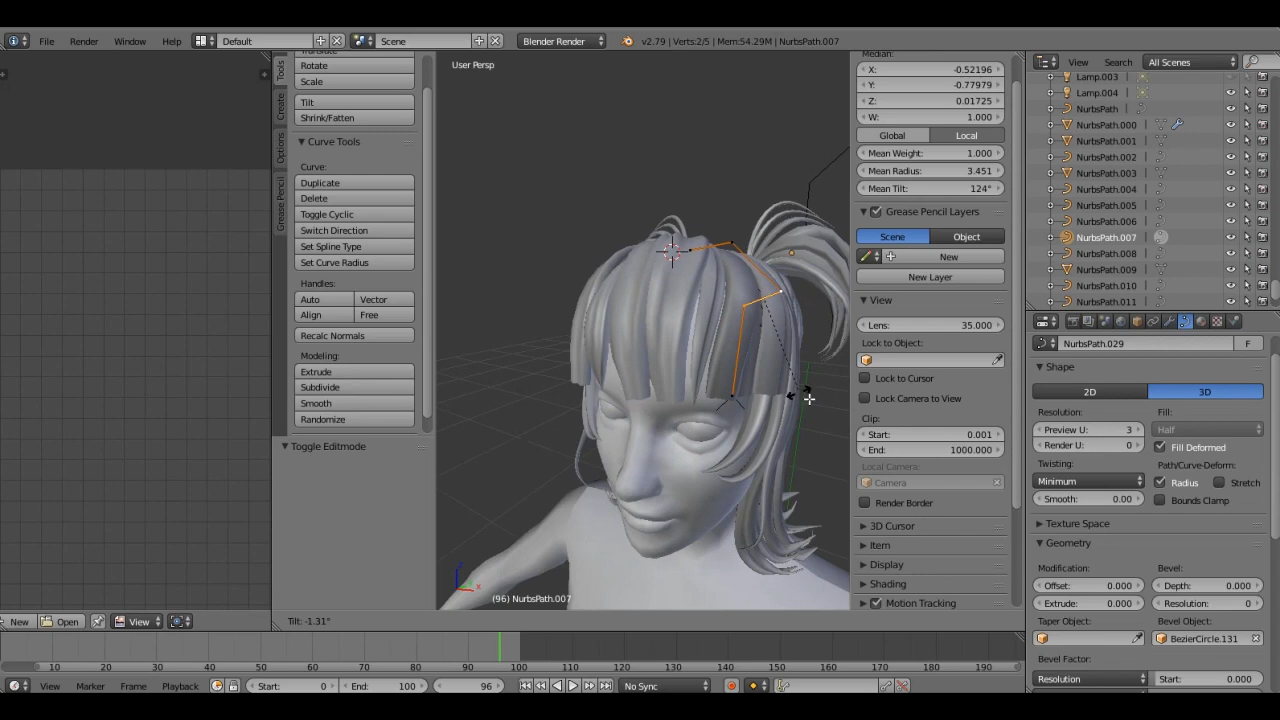 File Render Window Help Default Scene Blender Render v2.79 | Verts:2/5 | Mem:54.29M | NurbsPath.007
Translate
Rotate
Scale
Tilt
Shrink/Fatten
Curve Tools
Curve:
Duplicate
Delete
Toggle Cyclic
Switch Direction
Set Spline Type
Set Curve Radius
Handles:
Auto Vector
Align Free
Recalc Normals
Modeling:
Extrude
Subdivide
Smooth
Randomize
Toggle Editmode
Tools
Create
Options
Grease Pencil
User Persp
(96) NurbsPath.007
Tilt: -1.31°
Median:
X: -0.52196
Y: -0.77979
Z: 0.01725
W: 1.000
Global Local
Mean Weight: 1.000
Mean Radius: 3.451
Mean Tilt: 124°
Grease Pencil Layers
Scene Object
New
New Layer
View
Lens: 35.000
Lock to Object:
Lock to Cursor
Lock Camera to View
Clip:
Start: 0.001
End: 1000.000
Local Camera:
Camera
Render Border
3D Cursor
Item
Display
Shading
Motion Tracking
View Search All Scenes
Lamp.003
Lamp.004
NurbsPath
NurbsPath.000
NurbsPath.001
NurbsPath.002
NurbsPath.003
NurbsPath.004
NurbsPath.005
NurbsPath.006
NurbsPath.007
NurbsPath.008
NurbsPath.009
NurbsPath.010
NurbsPath.011
NurbsPath.029 F
Shape
2D 3D
Resolution: Fill:
Preview U: 3 Half
Render U: 0 Fill Deformed
Twisting: Path/Curve-Deform:
Minimum Radius Stretch
Smooth: 0.00 Bounds Clamp
Texture Space
Geometry
Modification: Bevel:
Offset: 0.000 Depth: 0.000
Extrude: 0.000 Resolution: 0
Taper Object: Bevel Object:
BezierCircle.131
Bevel Factor:
Resolution Start: 0.000
New Open View
10 20 30 40 50 60 70 80 90 100 110 120 130 140 150 160 170 180 190
View Marker Frame Playback Start: 0 End: 100 96 No Sync